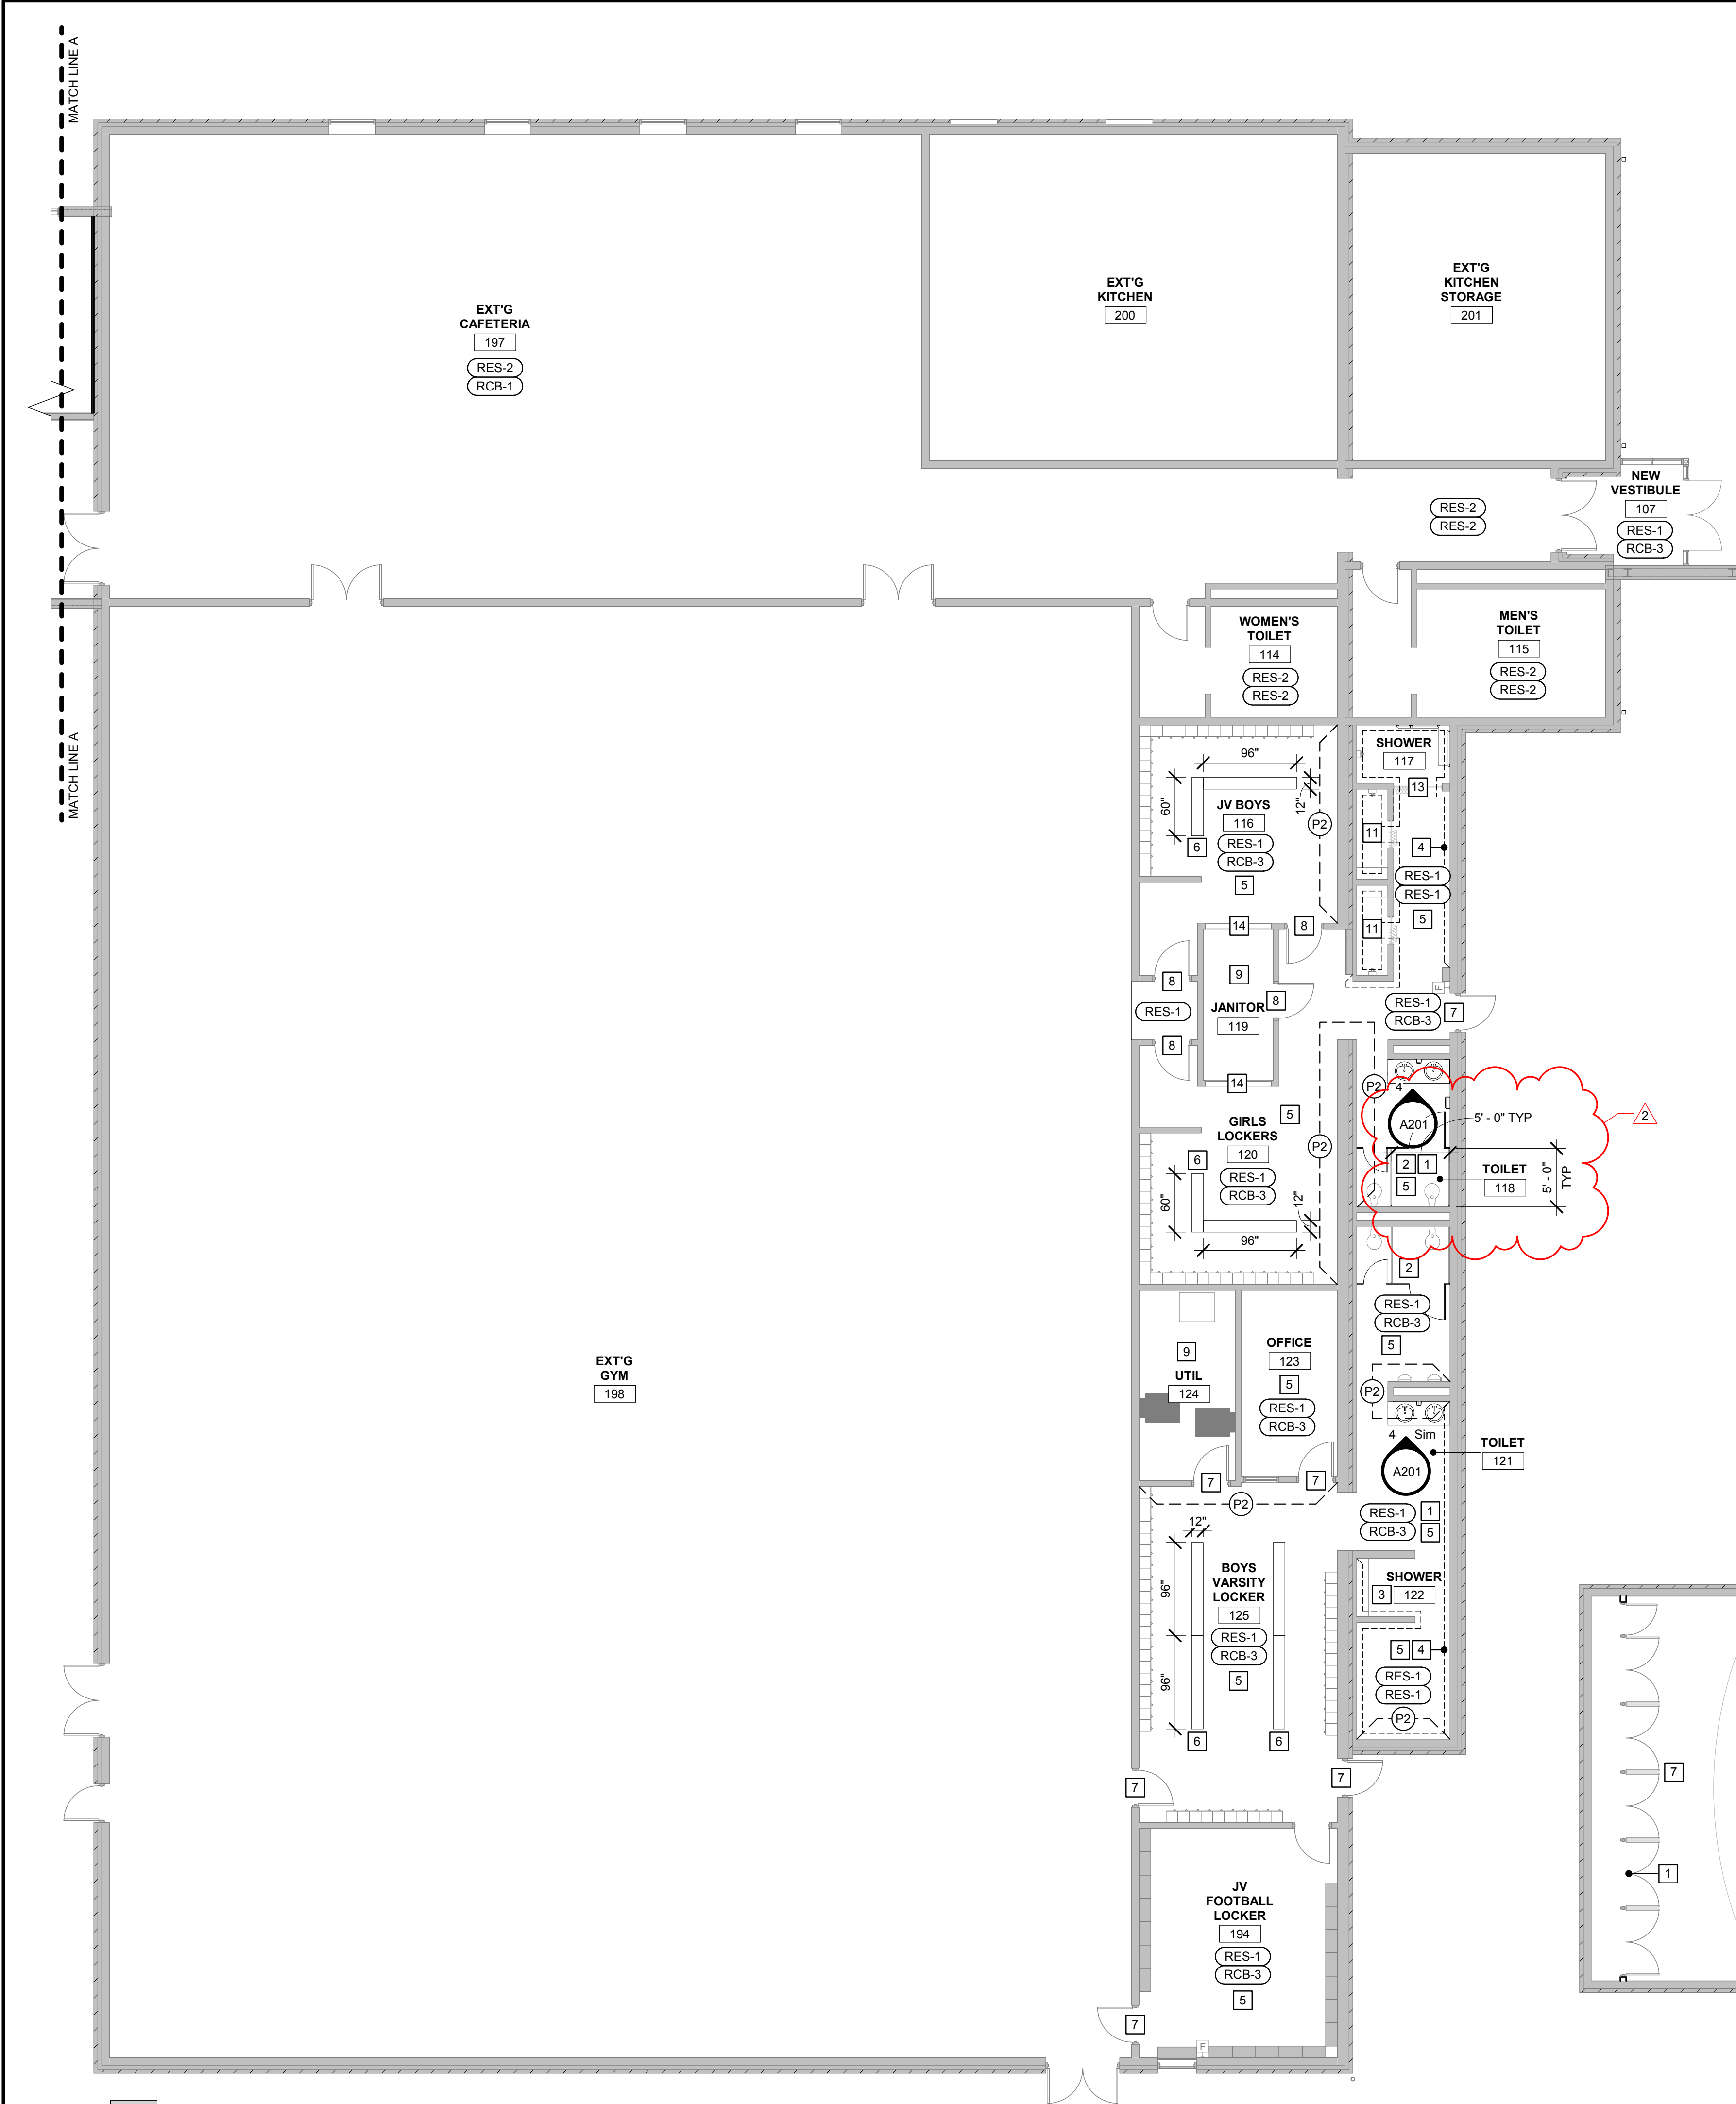 MATCH LINE A
EXT'G
CAFETERIA
197
RES-2
RCB-1
EXT'G
KITCHEN
200
EXT'G
KITCHEN
STORAGE
201
NEW
VESTIBULE
107
RES-1
RCB-3
RES-2
RES-2
MATCH LINE A
WOMEN'S
TOILET
114
RES-2
RES-2
MEN'S
TOILET
115
RES-2
RES-2
96"
60"
12"
JV BOYS
116
RES-1
RCB-3
6
5
P2
SHOWER
117
13
11
4
RES-1
RES-1
5
11
14
8
9
8
JANITOR
119
8
RES-1
8
14
RES-1
RCB-3
7
F
5
GIRLS
LOCKERS
120
RES-1
RCB-3
6
60"
12"
96"
P2
P2
4
A201
5' - 0" TYP
2
2 1
5
TOILET
118
5' - 0"
TYP
2
RES-1
RCB-3
5
P2
EXT'G
GYM
198
9
UTIL
124
OFFICE
123
5
RES-1
RCB-3
7
7
P2
4 Sim
A201
TOILET
121
RES-1
RCB-3
1
5
12"
96"
96"
BOYS
VARSITY
LOCKER
125
RES-1
RCB-3
5
6
6
SHOWER
3
122
5 4
RES-1
RES-1
P2
7
7
7
1
JV
FOOTBALL
LOCKER
194
RES-1
RCB-3
5
7
F